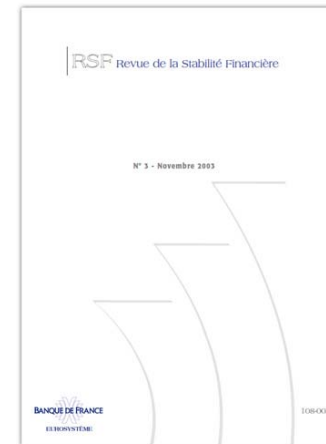 RSF Revue de la Stabilité Financière
N° 3 - Novembre 2003
BANQUE DE FRANCE
EUROSYSTÈME
108-00